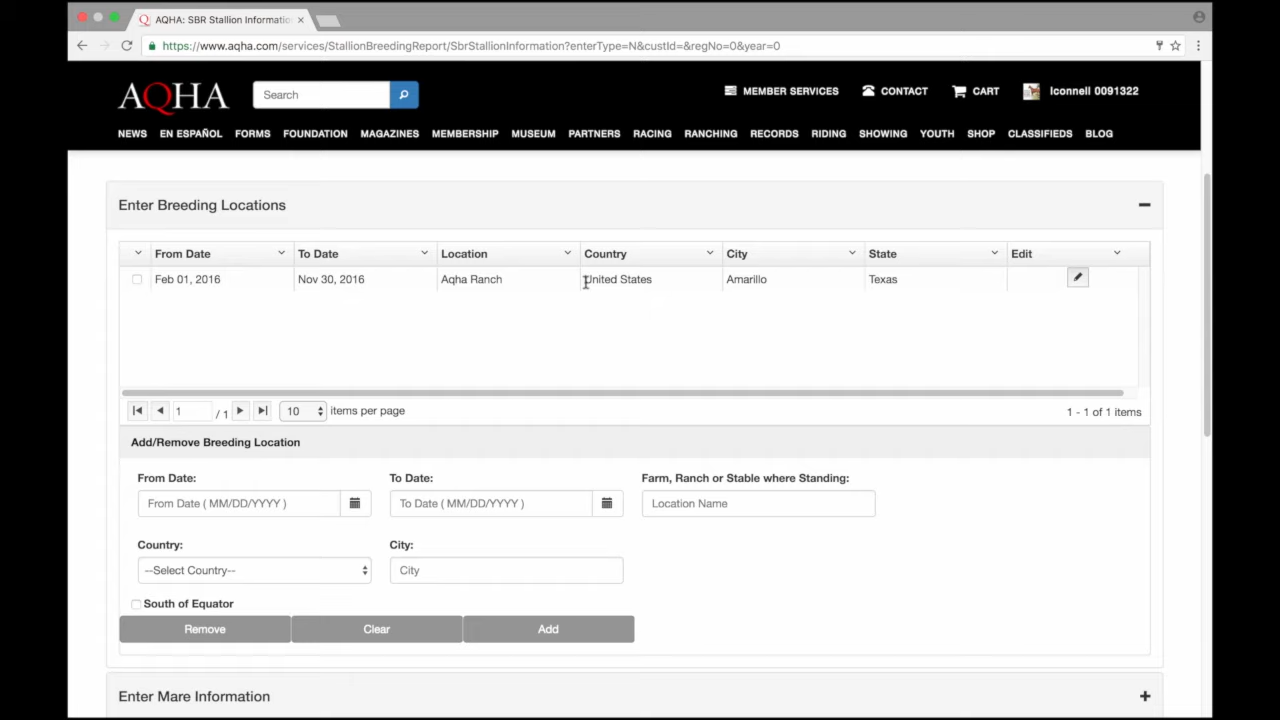 AQHA: SBR Stallion Informatio
https://www.aqha.com/services/StallionBreedingReport/SbrStallionInformation?enterType=N&custId=&regNo=0&year=0
AQHA Search MEMBER SERVICES CONTACT CART lconnell 0091322
NEWS EN ESPAÑOL FORMS FOUNDATION MAGAZINES MEMBERSHIP MUSEUM PARTNERS RACING RANCHING RECORDS RIDING SHOWING YOUTH SHOP CLASSIFIEDS BLOG
Enter Breeding Locations
From Date To Date Location Country City State Edit
Feb 01, 2016 Nov 30, 2016 Aqha Ranch United States Amarillo Texas
1 / 1 10 items per page 1 - 1 of 1 items
Add/Remove Breeding Location
From Date: To Date: Farm, Ranch or Stable where Standing:
From Date ( MM/DD/YYYY ) To Date ( MM/DD/YYYY ) Location Name
Country: City:
--Select Country-- City
South of Equator
Remove Clear Add
Enter Mare Information